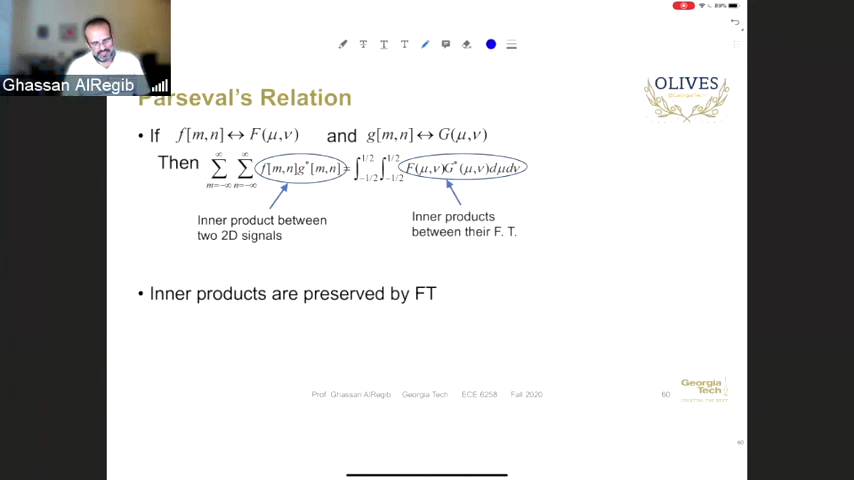 89%
Ghassan AlRegib
T T T
Parseval's Relation
OLIVES
• If f[m,n] ↔ F(μ,ν) and g[m,n] ↔ G(μ,ν)
Then ∑_{m=-∞}^{∞} ∑_{n=-∞}^{∞} f[m,n]g*[m,n] = ∫_{-1/2}^{1/2} ∫_{-1/2}^{1/2} F(μ,ν)G*(μ,ν)dμdν
Inner product between
two 2D signals
Inner products
between their F. T.
• Inner products are preserved by FT
Prof Ghassan AlRegib Georgia Tech ECE 6258 Fall 2020 60
Georgia
Tech
60